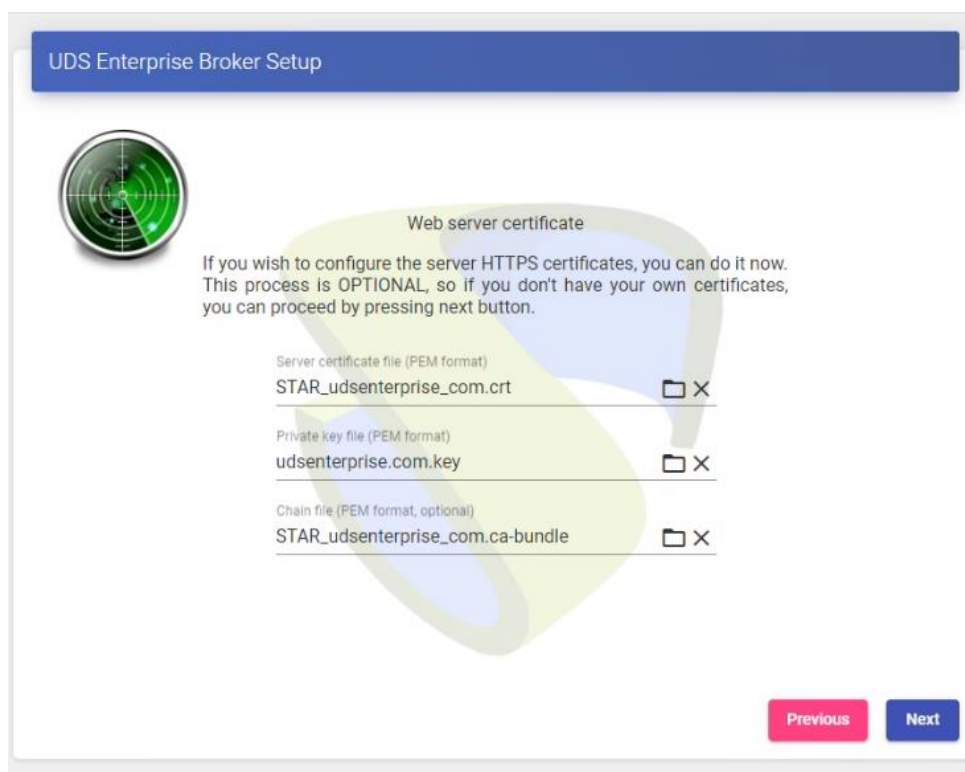 UDS Enterprise Broker Setup
Web server certificate
If you wish to configure the server HTTPS certificates, you can do it now.
This process is OPTIONAL, so if you don't have your own certificates,
you can proceed by pressing next button.
Server certificate file (PEM format)
STAR_udsenterprise_com.crt
Private key file (PEM format)
udsenterprise.com.key
Chain file (PEM format, optional)
STAR_udsenterprise_com.ca-bundle
Previous
Next